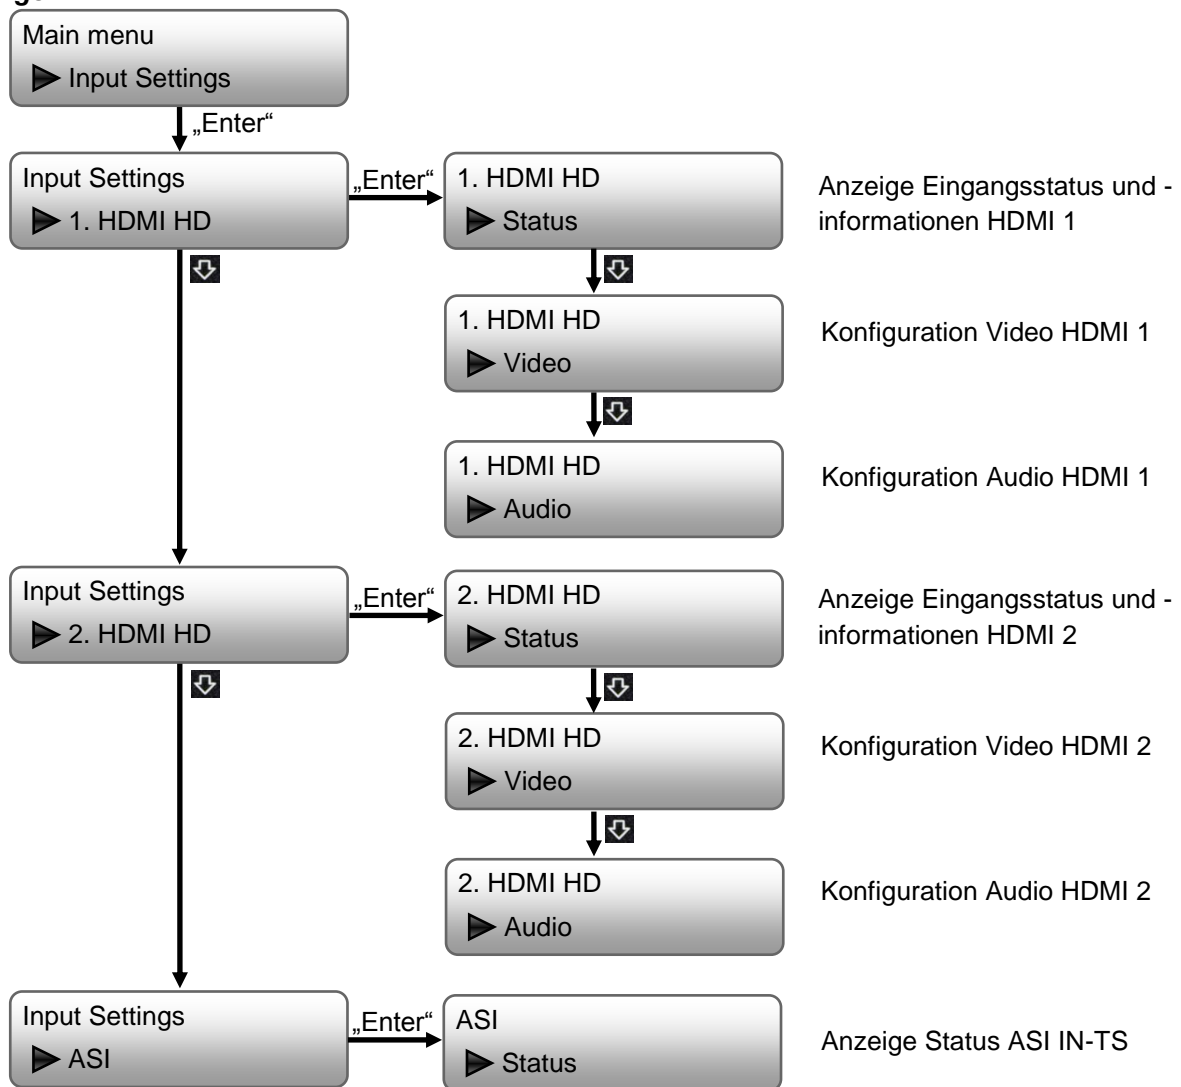 Main menu
Input Settings
„Enter“
Input Settings
1. HDMI HD
„Enter“
1. HDMI HD
Status
Anzeige Eingangsstatus und -
informationen HDMI 1
1. HDMI HD
Video
Konfiguration Video HDMI 1
1. HDMI HD
Audio
Konfiguration Audio HDMI 1
Input Settings
2. HDMI HD
„Enter“
2. HDMI HD
Status
Anzeige Eingangsstatus und -
informationen HDMI 2
2. HDMI HD
Video
Konfiguration Video HDMI 2
2. HDMI HD
Audio
Konfiguration Audio HDMI 2
Input Settings
ASI
„Enter“
ASI
Status
Anzeige Status ASI IN-TS